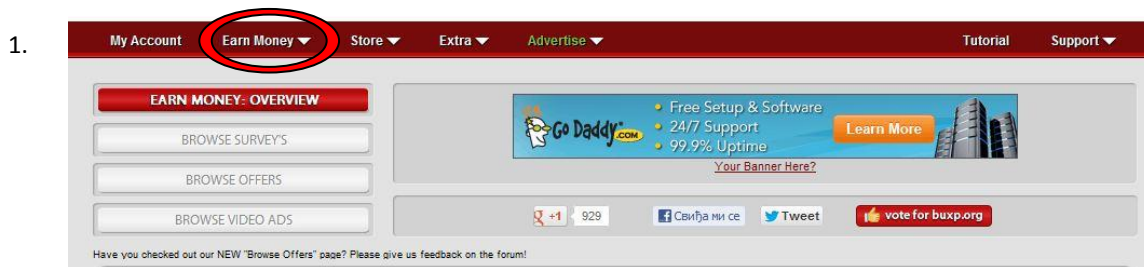 1.
My Account Earn Money Store Extra Advertise Tutorial Support
EARN MONEY: OVERVIEW
BROWSE SURVEY'S
BROWSE OFFERS
BROWSE VIDEO ADS
Go Daddy.com
Free Setup & Software
24/7 Support
99.9% Uptime
Learn More
Your Banner Here?
g +1 929 f Свиђа ми се Tweet vote for buxp.org
Have you checked out our NEW "Browse Offers" page? Please give us feedback on the forum!